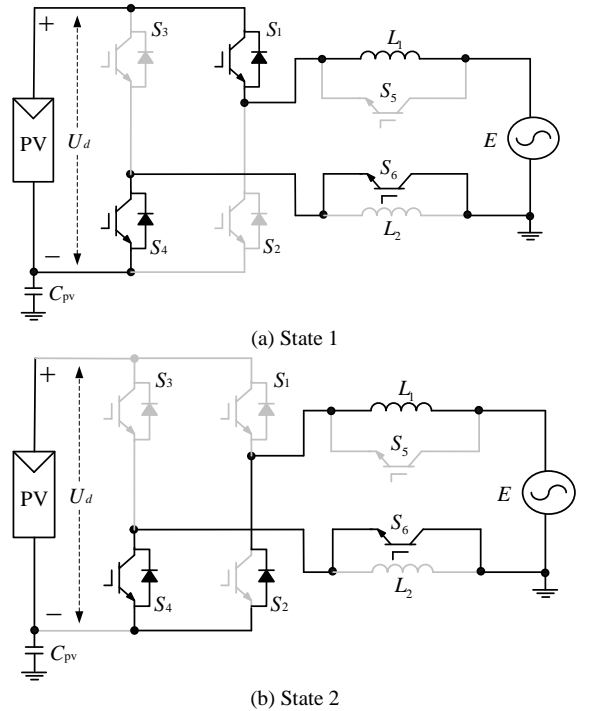 +
S3
S1
L1
S5
PV
Ud
E
S6
S4
S2
L2
−
Cpv
(a) State 1
+
S3
S1
L1
S5
PV
Ud
E
S6
S4
S2
L2
−
Cpv
(b) State 2